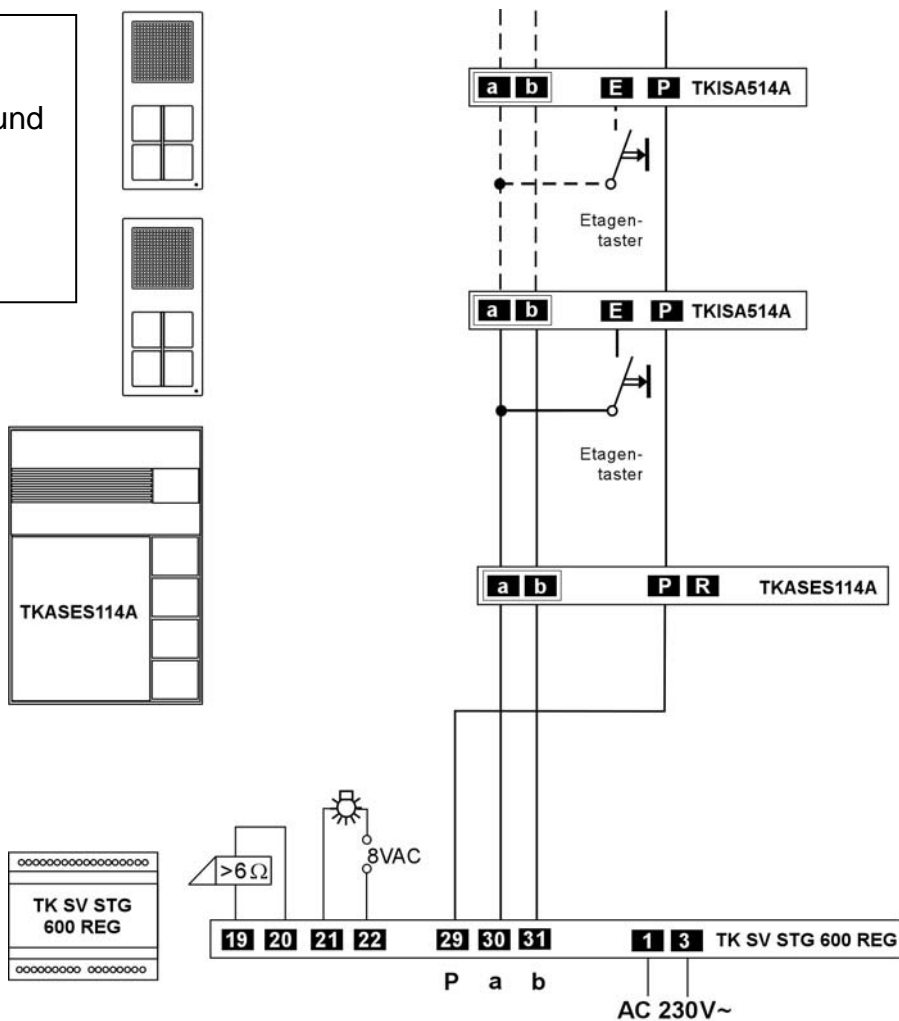 und
a b E P TKISA514A
Etagen-
taster
a b E P TKISA514A
Etagen-
taster
TKASES114A
a b P R TKASES114A
8VAC
>6Ω
TK SV STG
600 REG
19 20 21 22 29 30 31 1 3 TK SV STG 600 REG
P a b
AC 230V~